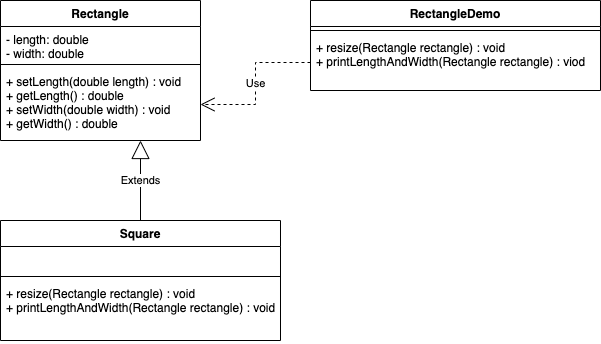 Rectangle
- length: double
- width: double
+ setLength(double length) : void
+ getLength() : double
+ setWidth(double width) : void
+ getWidth() : double
RectangleDemo
+ resize(Rectangle rectangle) : void
+ printLengthAndWidth(Rectangle rectangle) : viod
Use
Extends
Square
+ resize(Rectangle rectangle) : void
+ printLengthAndWidth(Rectangle rectangle) : void